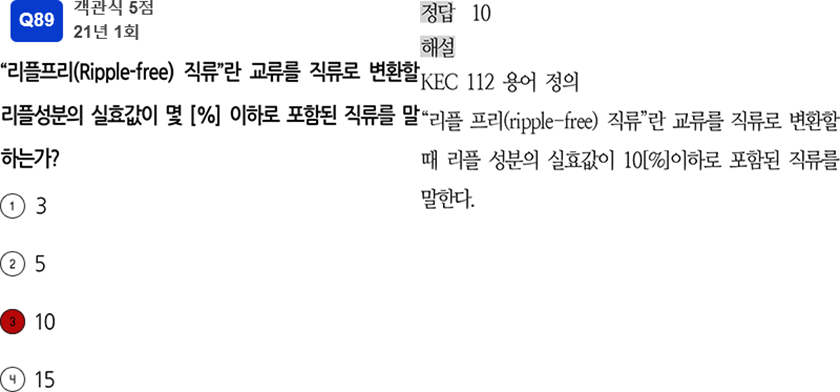 Q89
객관식 5점
21년 1회
“리플프리(Ripple-free) 직류”란 교류를 직류로 변환할
리플성분의 실효값이 몇 [%] 이하로 포함된 직류를 말
하는가?
① 3
② 5
③ 10
④ 15
정답 10
해설
KEC 112 용어 정의
“리플 프리(ripple-free) 직류”란 교류를 직류로 변환할
때 리플 성분의 실효값이 10[%]이하로 포함된 직류를
말한다.